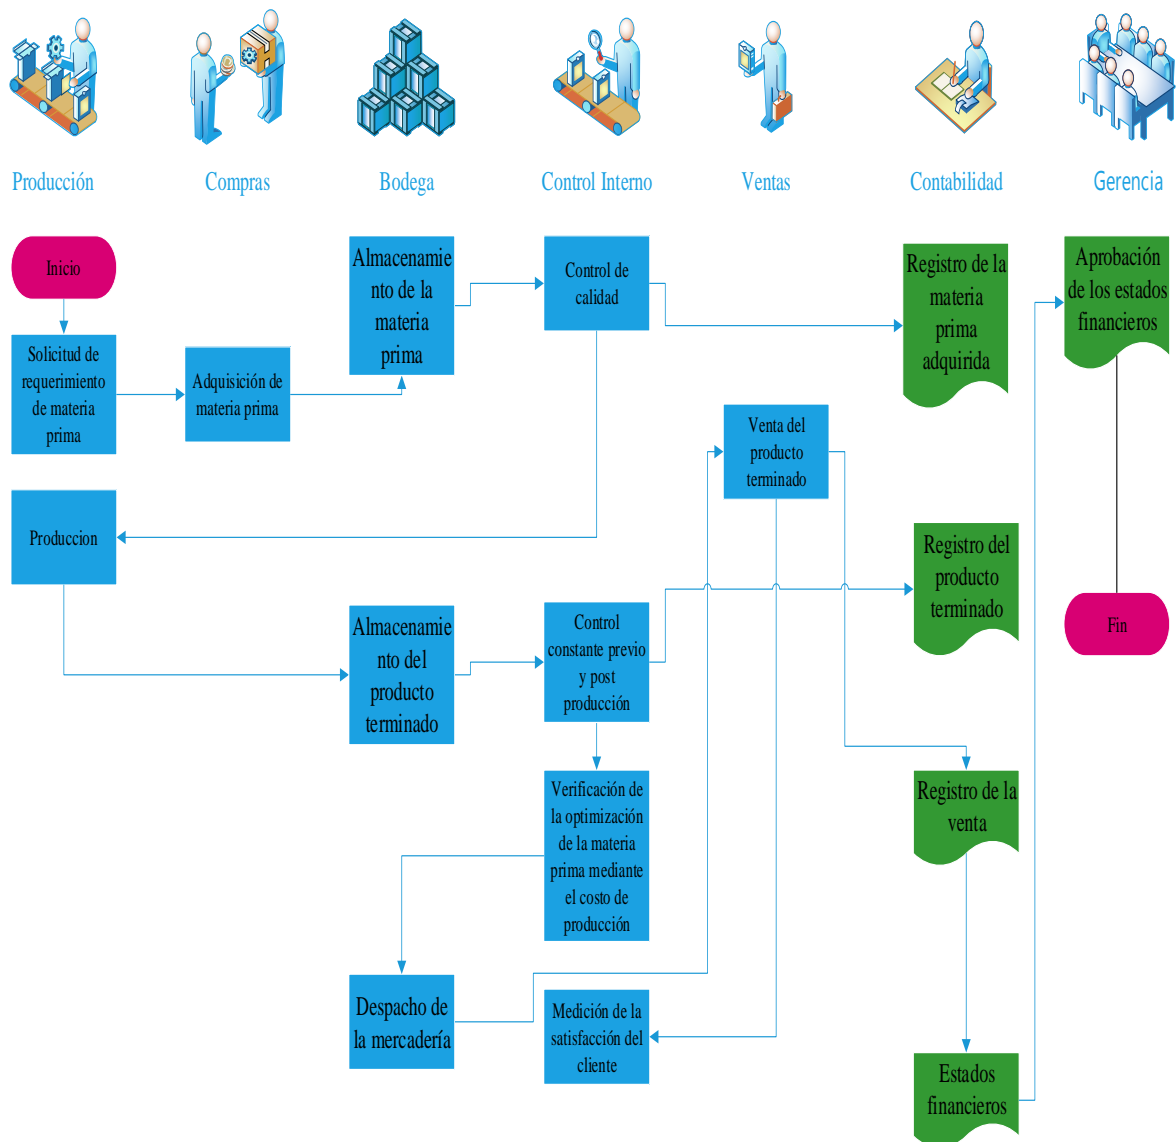 Producción
Compras
Bodega
Control Interno
Ventas
Contabilidad
Gerencia
Inicio
Solicitud de
requerimiento
de materia
prima
Adquisición de
materia prima
Almacenamie
nto de la
materia
prima
Control de
calidad
Registro de la
materia
prima
adquirida
Aprobación
de los estados
financieros
Venta del
producto
terminado
Produccion
Registro del
producto
terminado
Fin
Almacenamie
nto del
producto
terminado
Control
constante previo
y post
producción
Verificación de
la optimización
de la materia
prima mediante
el costo de
producción
Registro de la
venta
Despacho de
la mercadería
Medición de la
satisfacción del
cliente
Estados
financieros